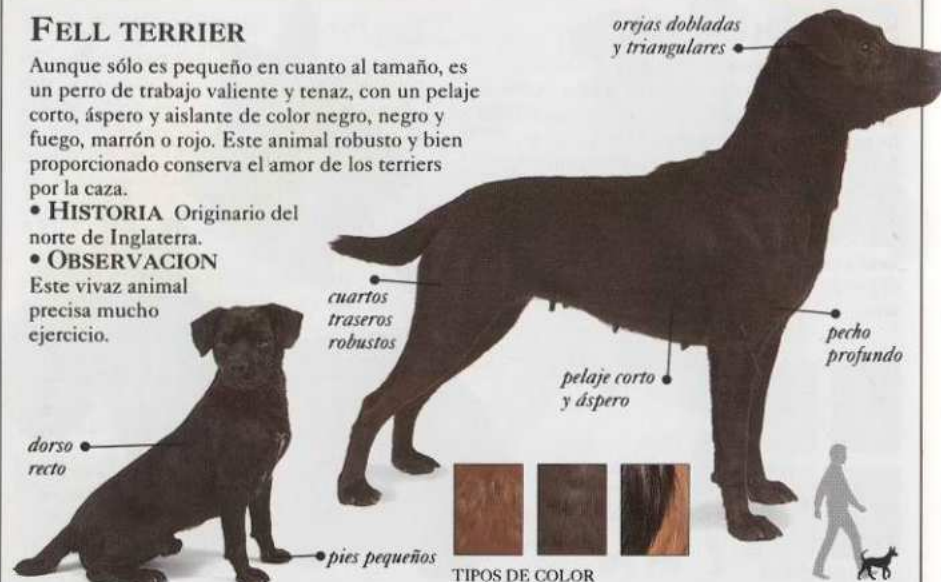 FELL TERRIER
Aunque sólo es pequeño en cuanto al tamaño, es
un perro de trabajo valiente y tenaz, con un pelaje
corto, áspero y aislante de color negro, negro y
fuego, marrón o rojo. Este animal robusto y bien
proporcionado conserva el amor de los terriers
por la caza.
• HISTORIA Originario del
norte de Inglaterra.
• OBSERVACION
Este vivaz animal
precisa mucho
ejercicio.
orejas dobladas
y triangulares
cuartos
traseros
robustos
pecho
profundo
pelaje corto
y áspero
dorso
recto
pies pequeños
TIPOS DE COLOR